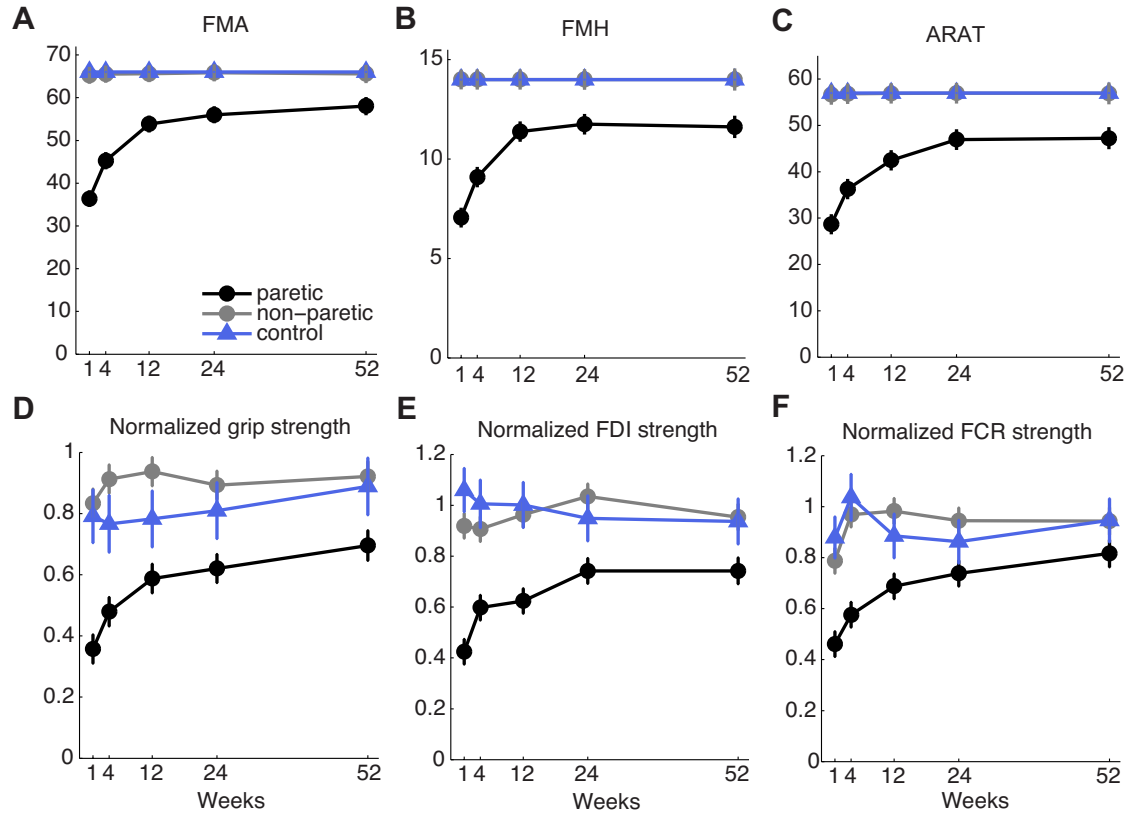 A
FMA
70
60
50
40
30
20
10
0
1 4 12 24 52
paretic
non-paretic
control
B
FMH
15
10
5
0
1 4 12 24 52
C
ARAT
60
50
40
30
20
10
0
1 4 12 24 52
D
Normalized grip strength
1
0.8
0.6
0.4
0.2
0
1 4 12 24 52
Weeks
E
Normalized FDI strength
1.2
1
0.8
0.6
0.4
0.2
0
1 4 12 24 52
F
Normalized FCR strength
1.2
1
0.8
0.6
0.4
0.2
0
1 4 12 24 52
Weeks